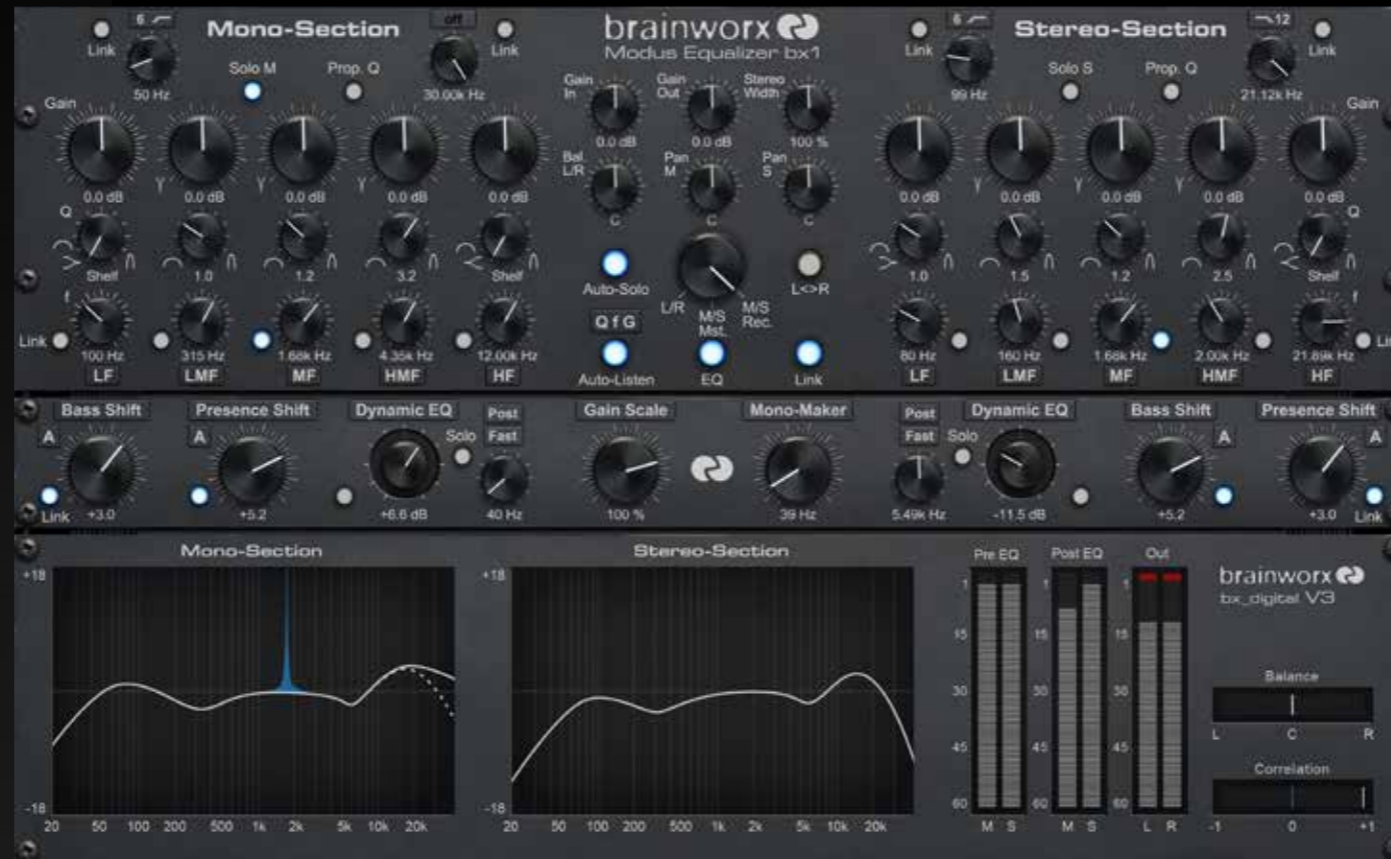 6 Mono-Section off
Link Link
50 Hz Solo M Prop. Q 30.00k Hz
Gain
0.0 dB 0.0 dB 0.0 dB 0.0 dB 0.0 dB
Q
Shelf 1.0 1.2 3.2 Shelf
f
Link 100 Hz 315 Hz 1.68k Hz 4.35k Hz 12.00k Hz
LF LMF MF HMF HF
brainworx
Modus Equalizer bx1
Gain In Gain Out Stereo Width
0.0 dB 0.0 dB 100 %
Bal. L/R Pan M Pan S
C C C
Auto-Solo L/R M/S Mst. M/S Rec. L<>R
Q f G
Auto-Listen EQ Link
6 Stereo-Section 12
Link Link
99 Hz Solo S Prop. Q 21.12k Hz
Gain
0.0 dB 0.0 dB 0.0 dB 0.0 dB 0.0 dB
Q
1.0 1.5 1.2 2.5 Shelf
f
80 Hz 160 Hz 1.68k Hz 2.00k Hz 21.89k Hz Li
LF LMF MF HMF HF
Bass Shift Presence Shift Dynamic EQ Post Gain Scale Mono-Maker Post Dynamic EQ Bass Shift Presence Shift
A A Solo Fast Fast Solo A A
Link +3.0 +5.2 +6.6 dB 40 Hz 100 % 39 Hz 5.49k Hz -11.5 dB +5.2 +3.0 Link
Mono-Section
+18
-18
20 50 100 200 500 1k 2k 5k 10k 20k
Stereo-Section
+18
-18
20 50 100 200 500 1k 2k 5k 10k 20k
Pre EQ Post EQ Out
1 1 1
15 15 15
30 30 30
45 45 45
60 60 60
M S M S L R
brainworx
bx_digital V3
Balance
L C R
Correlation
-1 0 +1